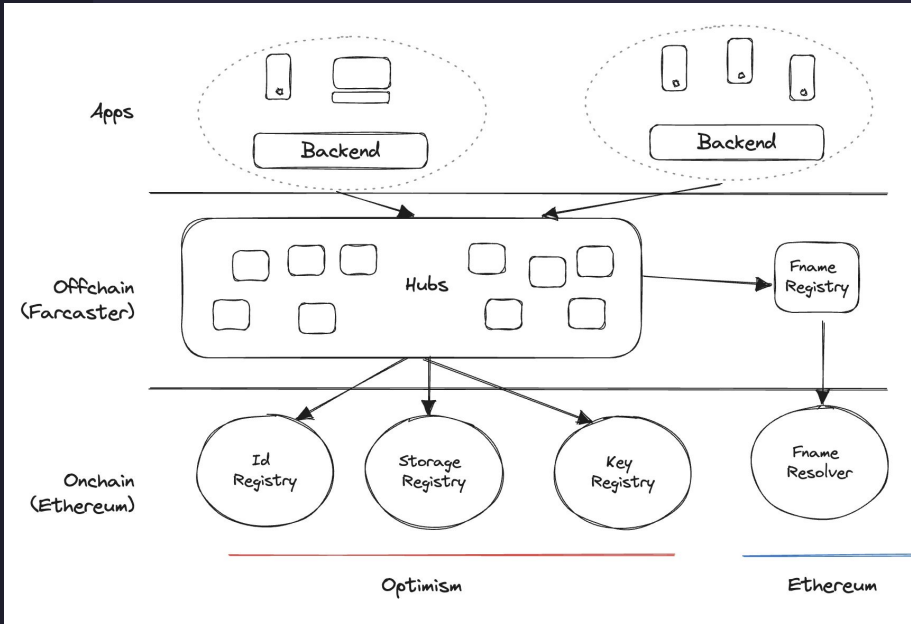 Apps
Backend
Backend
Offchain
(Farcaster)
Hubs
Fname
Registry
Onchain
(Ethereum)
Id
Registry
Storage
Registry
Key
Registry
Fname
Resolver
Optimism
Ethereum